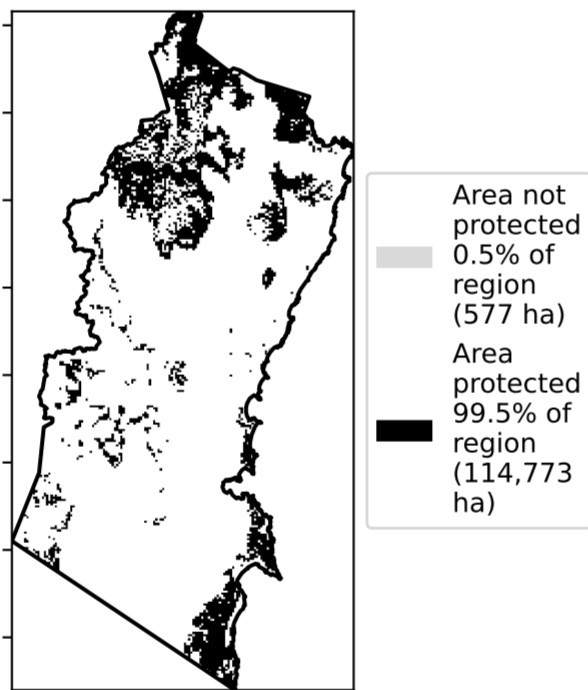 Area not
protected
0.5% of
region
(577 ha)
Area
protected
99.5% of
region
(114,773
ha)